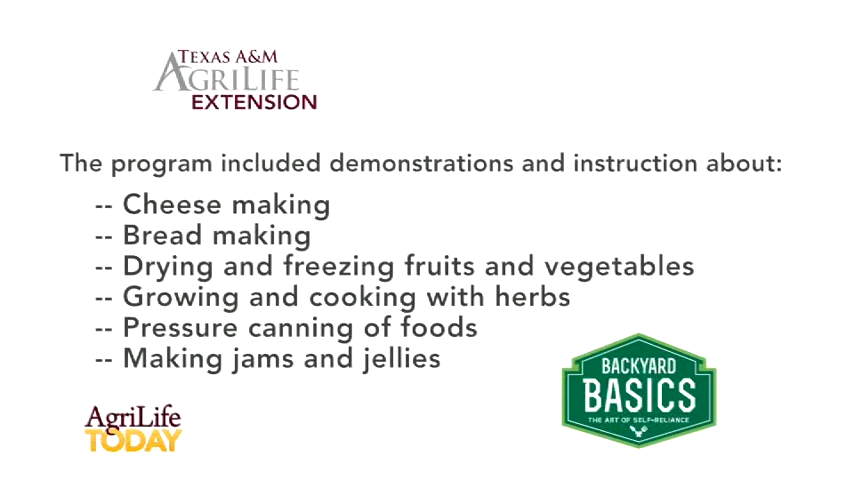 TEXAS A&M
AGRILIFE
EXTENSION
The program included demonstrations and instruction about:
-- Cheese making
-- Bread making
-- Drying and freezing fruits and vegetables
-- Growing and cooking with herbs
-- Pressure canning of foods
-- Making jams and jellies
BACKYARD
BASICS
THE ART OF SELF-RELIANCE
AgriLife
TODAY